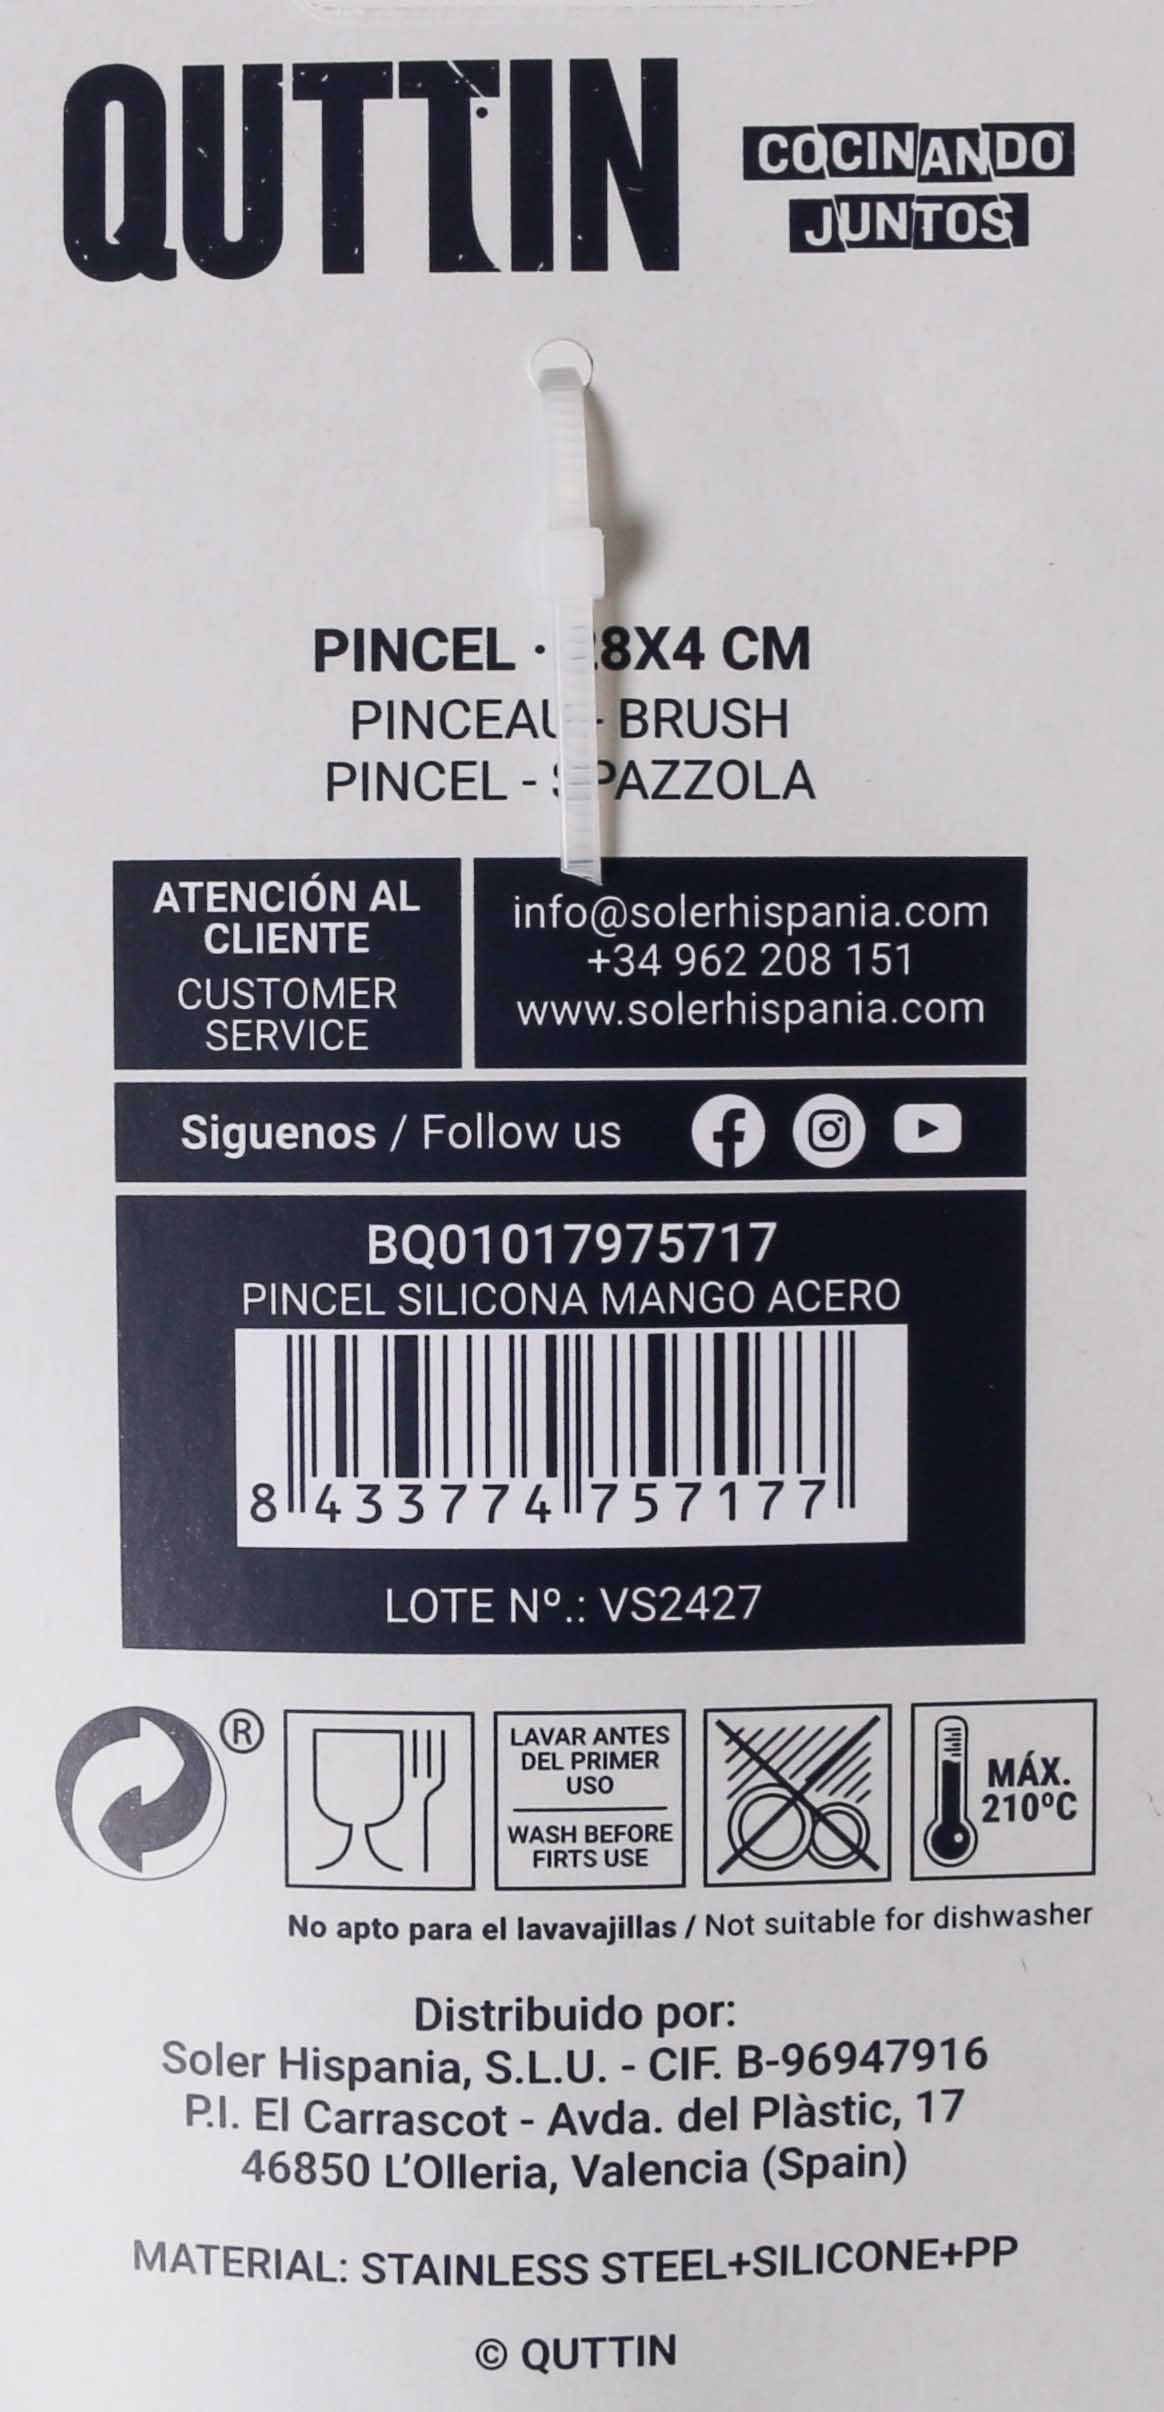 QUTTIN
COCINANDO
JUNTOS
PINCEL · 28X4 CM
PINCEAU - BRUSH
PINCEL - SPAZZOLA
ATENCIÓN AL
CLIENTE
CUSTOMER
SERVICE
info@solerhispania.com
+34 962 208 151
www.solerhispania.com
Siguenos / Follow us
BQ01017975717
PINCEL SILICONA MANGO ACERO
8 433774 757177
LOTE Nº.: VS2427
®
LAVAR ANTES
DEL PRIMER
USO
WASH BEFORE
FIRTS USE
MÁX.
210ºC
No apto para el lavavajillas / Not suitable for dishwasher
Distribuido por:
Soler Hispania, S.L.U. - CIF. B-96947916
P.I. El Carrascot - Avda. del Plàstic, 17
46850 L'Olleria, Valencia (Spain)
MATERIAL: STAINLESS STEEL+SILICONE+PP
© QUTTIN